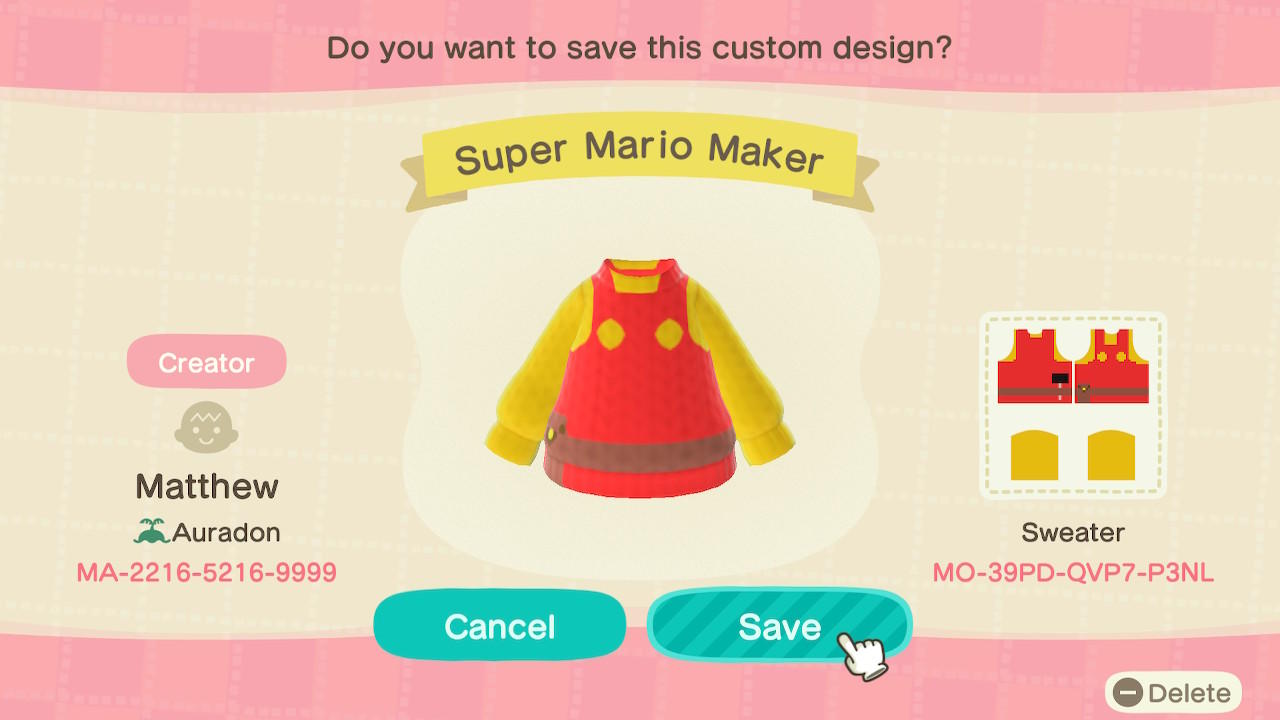 Do you want to save this custom design?
Super Mario Maker
Creator
Matthew
Auradon
MA-2216-5216-9999
Sweater
MO-39PD-QVP7-P3NL
Cancel
Save
Delete